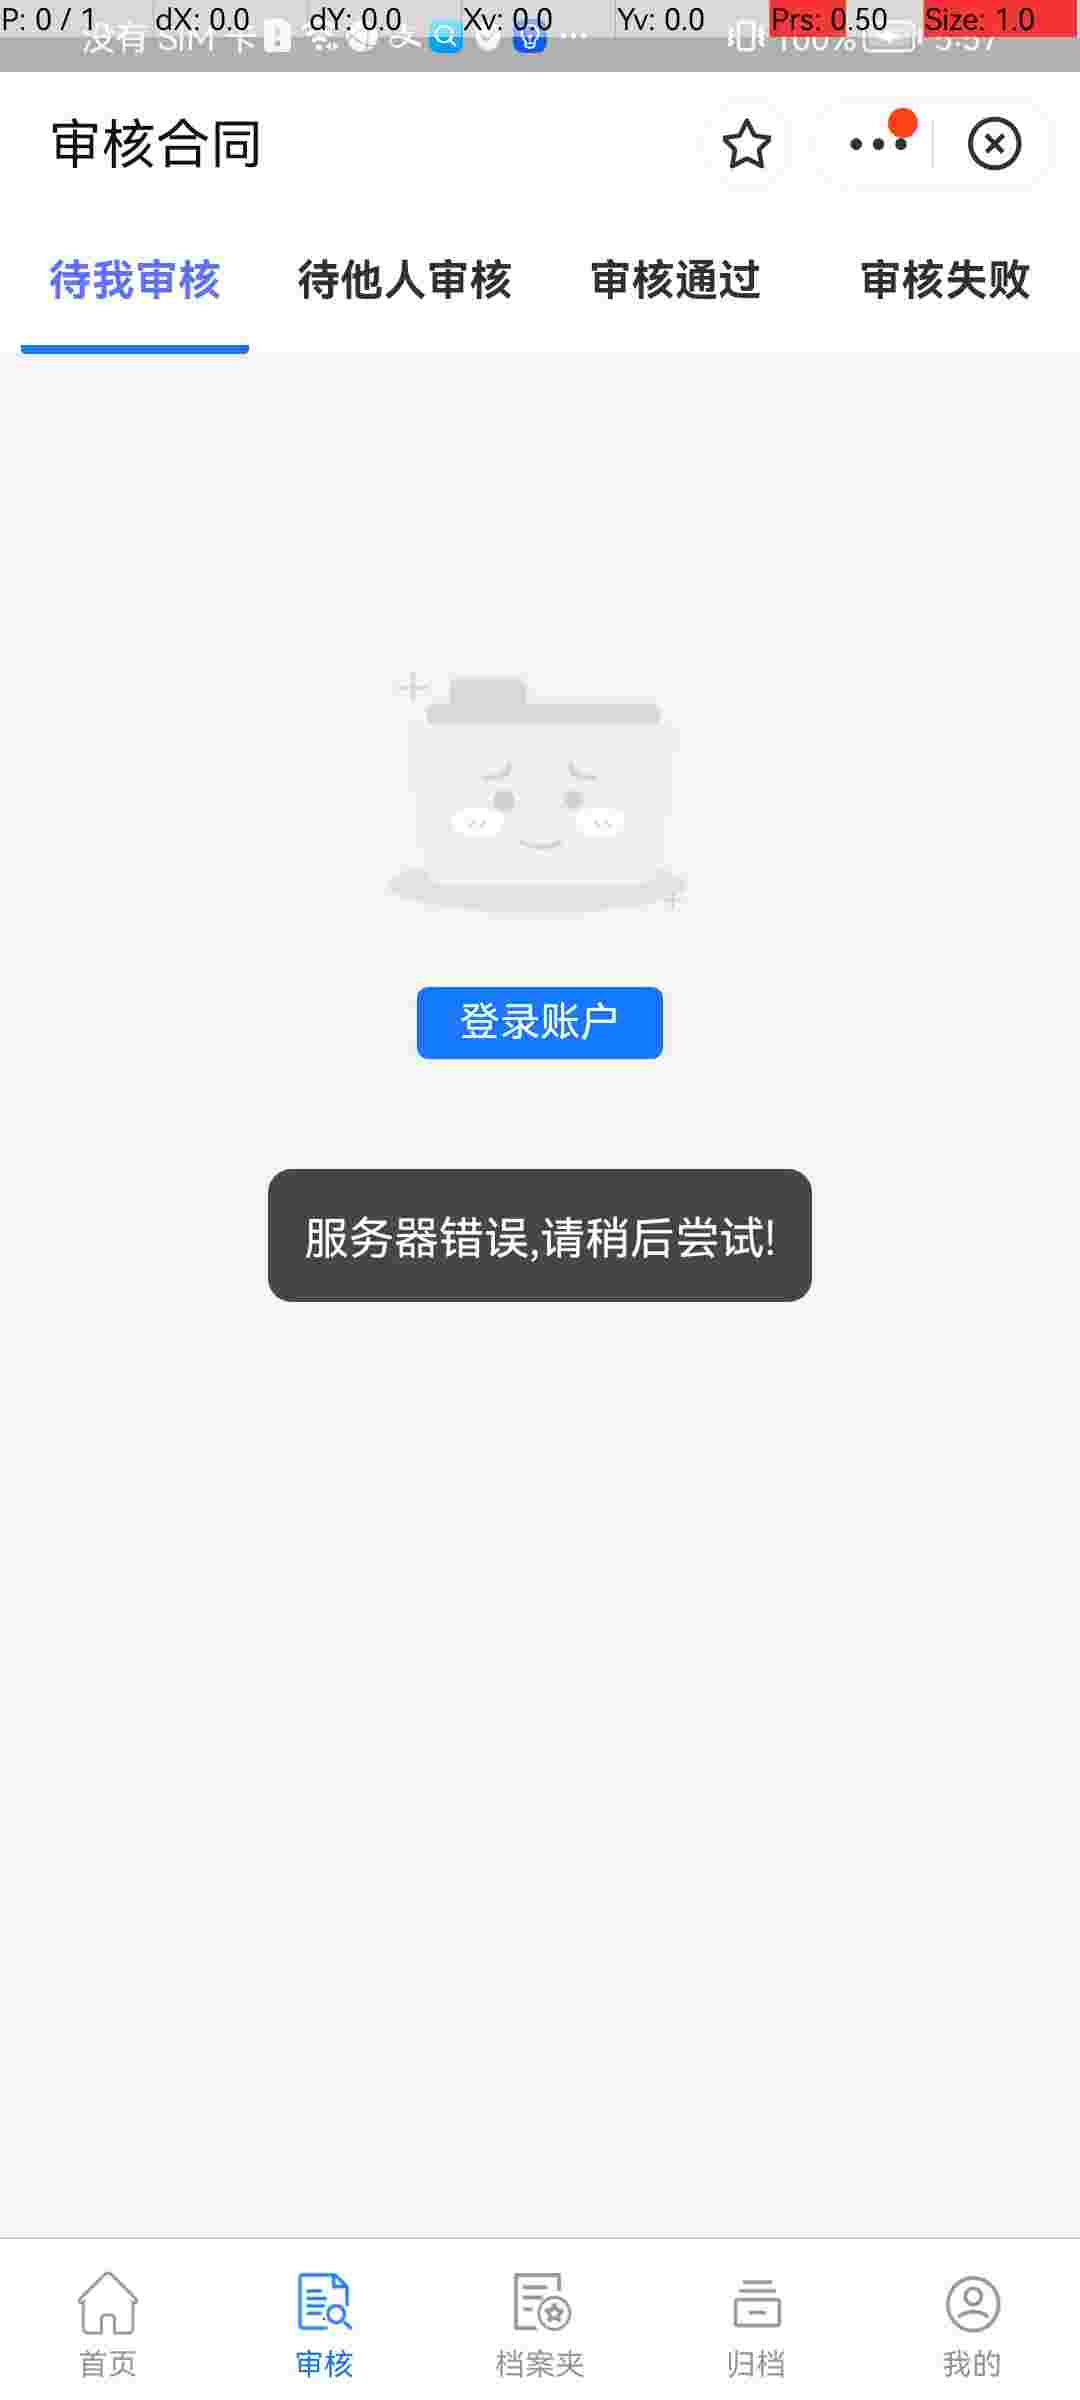 P: 0 / 1 dX: 0.0 dY: 0.0 Xv: 0.0 Yv: 0.0 Prs: 0.50 Size: 1.0
没有 SIM 卡 100% 5:37
审核合同
待我审核 待他人审核 审核通过 审核失败
登录账户
服务器错误,请稍后尝试!
首页 审核 档案夹 归档 我的